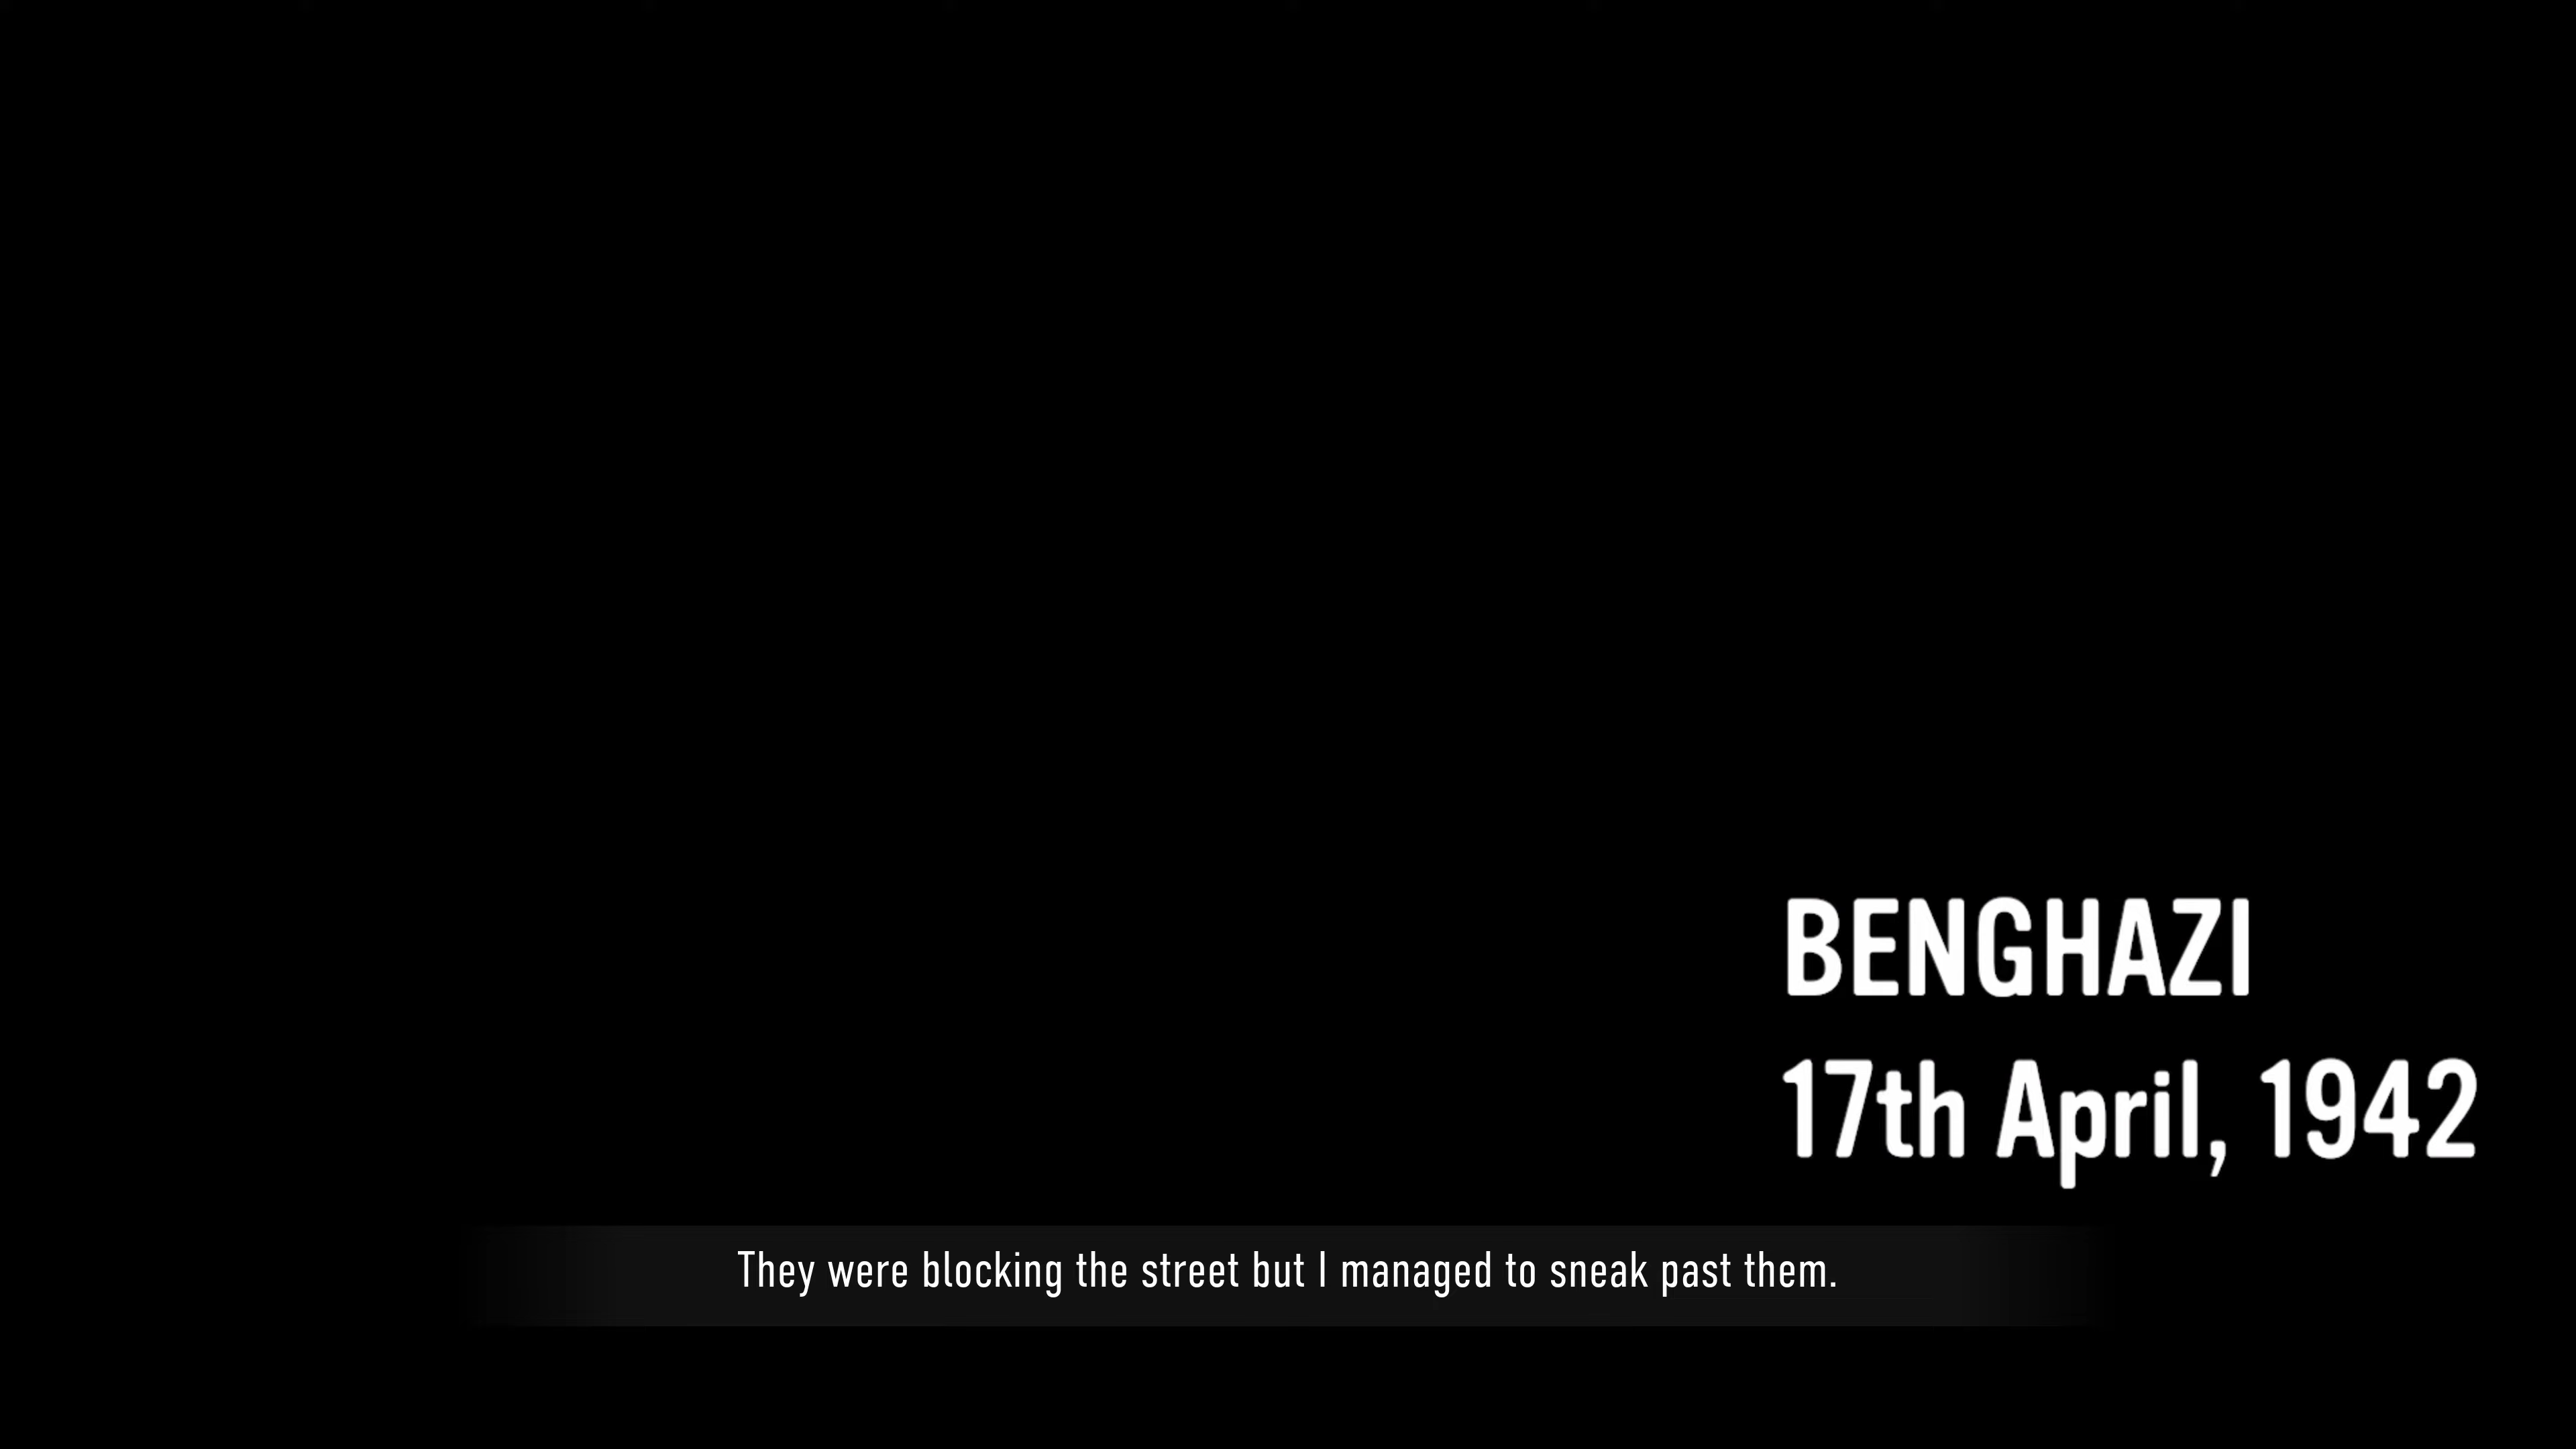 BENGHAZI
17th April, 1942
They were blocking the street but I managed to sneak past them.